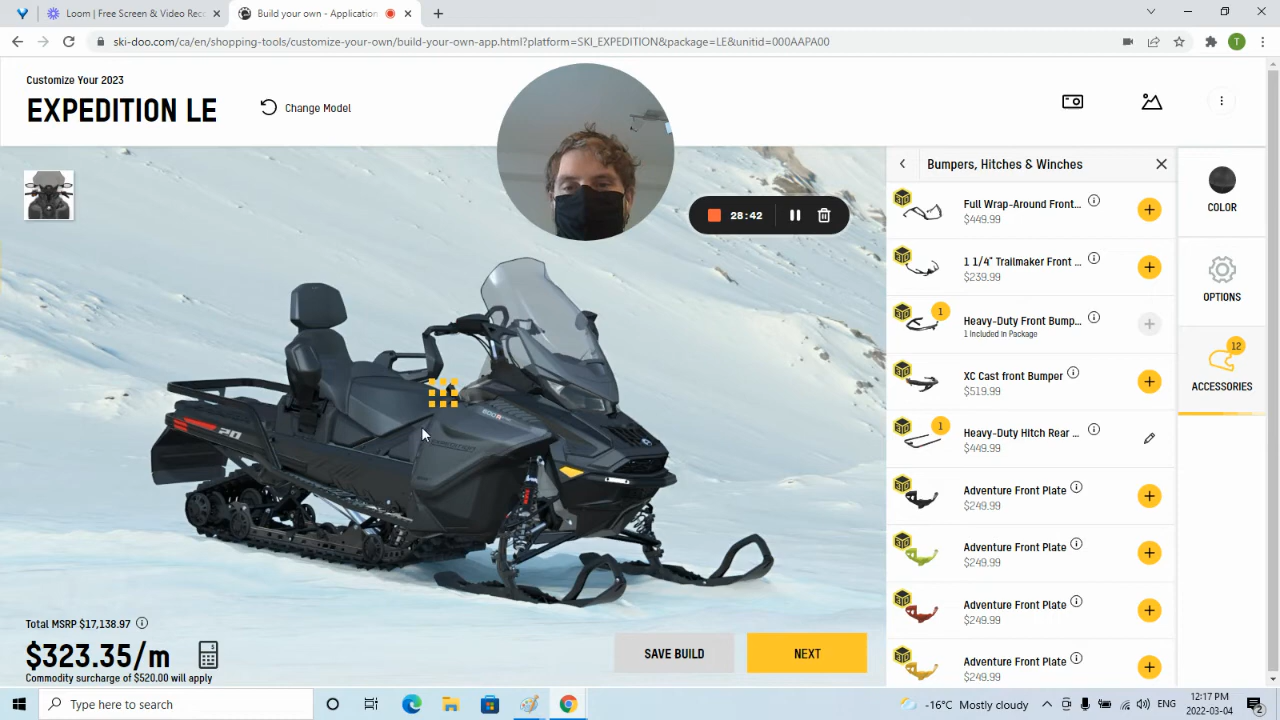 Loom | Free Screen & Video Reco
Build your own - Application
ski-doo.com/ca/en/shopping-tools/customize-your-own/build-your-own-app.html?platform=SKI_EXPEDITION&package=LE&unitid=000AAPA00
T
Customize Your 2023
EXPEDITION LE
Change Model
28:42
Bumpers, Hitches & Winches
Full Wrap-Around Front...
$449.99
1 1/4" Trailmaker Front ...
$239.99
1
Heavy-Duty Front Bump...
1 Included In Package
XC Cast front Bumper
$519.99
1
Heavy-Duty Hitch Rear ...
$449.99
Adventure Front Plate
$249.99
Adventure Front Plate
$249.99
Adventure Front Plate
$249.99
Adventure Front Plate
$249.99
COLOR
OPTIONS
12
ACCESSORIES
600R
20
Total MSRP $17,138.97
$323.35/m
Commodity surcharge of $520.00 will apply
SAVE BUILD
NEXT
Type here to search
-16°C Mostly cloudy
ENG
12:17 PM
2022-03-04
2